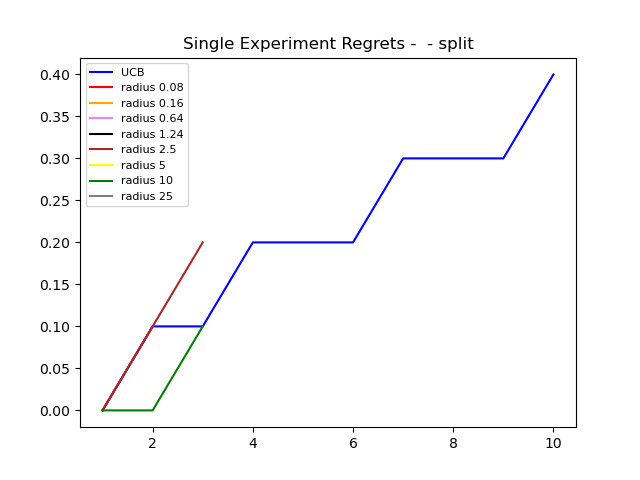 Single Experiment Regrets -  - split
0.40
0.35
0.30
0.25
0.20
0.15
0.10
0.05
0.00
UCB
radius 0.08
radius 0.16
radius 0.64
radius 1.24
radius 2.5
radius 5
radius 10
radius 25
2
4
6
8
10